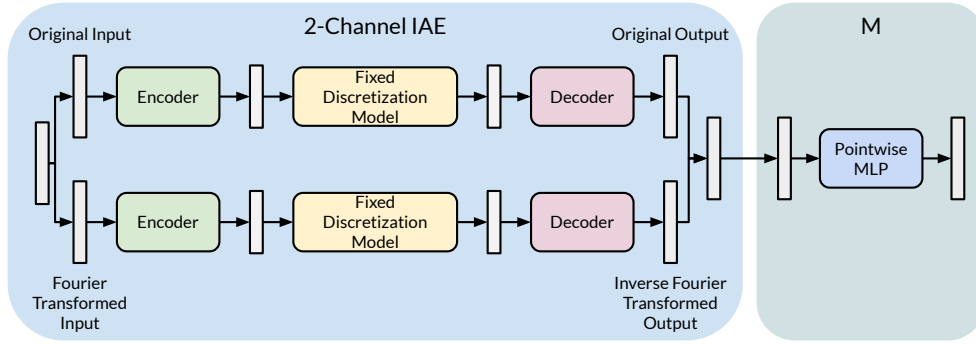 2-Channel IAE
M
Original Input
Original Output
Encoder
Fixed
Discretization
Model
Decoder
Pointwise
MLP
Encoder
Fixed
Discretization
Model
Decoder
Fourier
Transformed
Input
Inverse Fourier
Transformed
Output